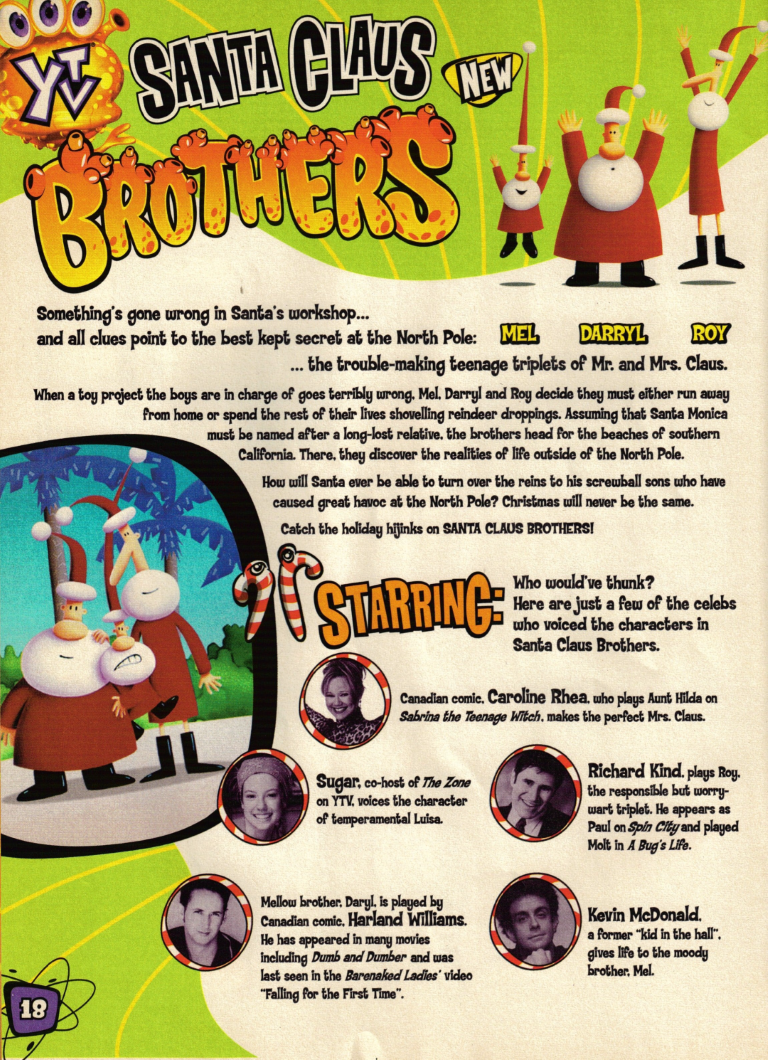 YTV
SANTA CLAUS
NEW
BROTHERS
Something's gone wrong in Santa's workshop...
and all clues point to the best kept secret at the North Pole: MEL DARRYL ROY
... the trouble-making teenage triplets of Mr. and Mrs. Claus.
When a toy project the boys are in charge of goes terribly wrong, Mel, Darryl and Roy decide they must either run away
from home or spend the rest of their lives shovelling reindeer droppings. Assuming that Santa Monica
must be named after a long-lost relative, the brothers head for the beaches of southern
California. There, they discover the realities of life outside of the North Pole.
How will Santa ever be able to turn over the reins to his screwball sons who have
caused great havoc at the North Pole? Christmas will never be the same.
Catch the holiday hijinks on SANTA CLAUS BROTHERS!
STARRING:
Who would've thunk?
Here are just a few of the celebs
who voiced the characters in
Santa Claus Brothers.
Canadian comic, Caroline Rhea, who plays Aunt Hilda on
Sabrina the Teenage Witch, makes the perfect Mrs. Claus.
Sugar, co-host of The Zone
on YTV, voices the character
of temperamental Luisa.
Richard Kind, plays Roy,
the responsible but worry-
wart triplet. He appears as
Paul on Spin City and played
Molt in A Bug's Life.
Mellow brother, Daryl, is played by
Canadian comic, Harland Williams.
He has appeared in many movies
including Dumb and Dumber and was
last seen in the Barenaked Ladies' video
"Falling for the First Time".
Kevin McDonald,
a former "kid in the hall",
gives life to the moody
brother, Mel.
18